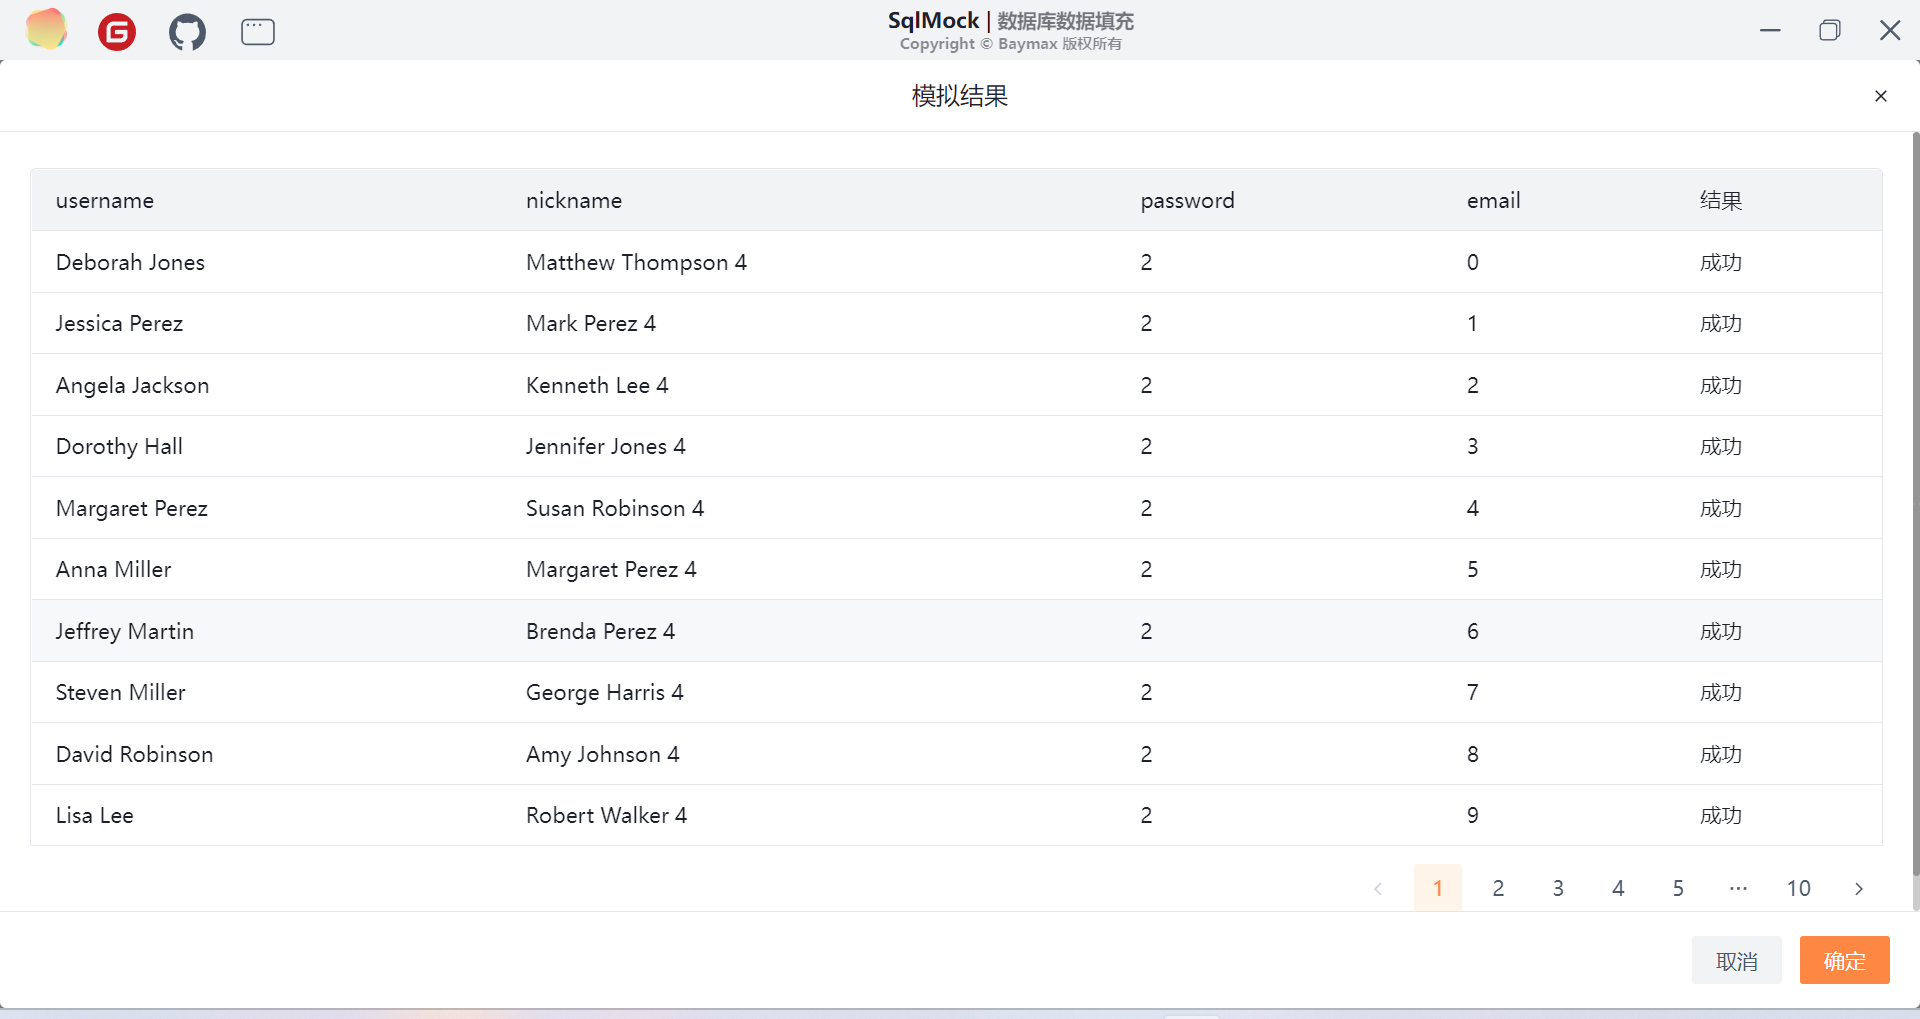 SqlMock | 数据库数据填充
Copyright © Baymax 版权所有
模拟结果
username nickname password email 结果
Deborah Jones Matthew Thompson 4 2 0 成功
Jessica Perez Mark Perez 4 2 1 成功
Angela Jackson Kenneth Lee 4 2 2 成功
Dorothy Hall Jennifer Jones 4 2 3 成功
Margaret Perez Susan Robinson 4 2 4 成功
Anna Miller Margaret Perez 4 2 5 成功
Jeffrey Martin Brenda Perez 4 2 6 成功
Steven Miller George Harris 4 2 7 成功
David Robinson Amy Johnson 4 2 8 成功
Lisa Lee Robert Walker 4 2 9 成功
1 2 3 4 5 ··· 10
取消 确定